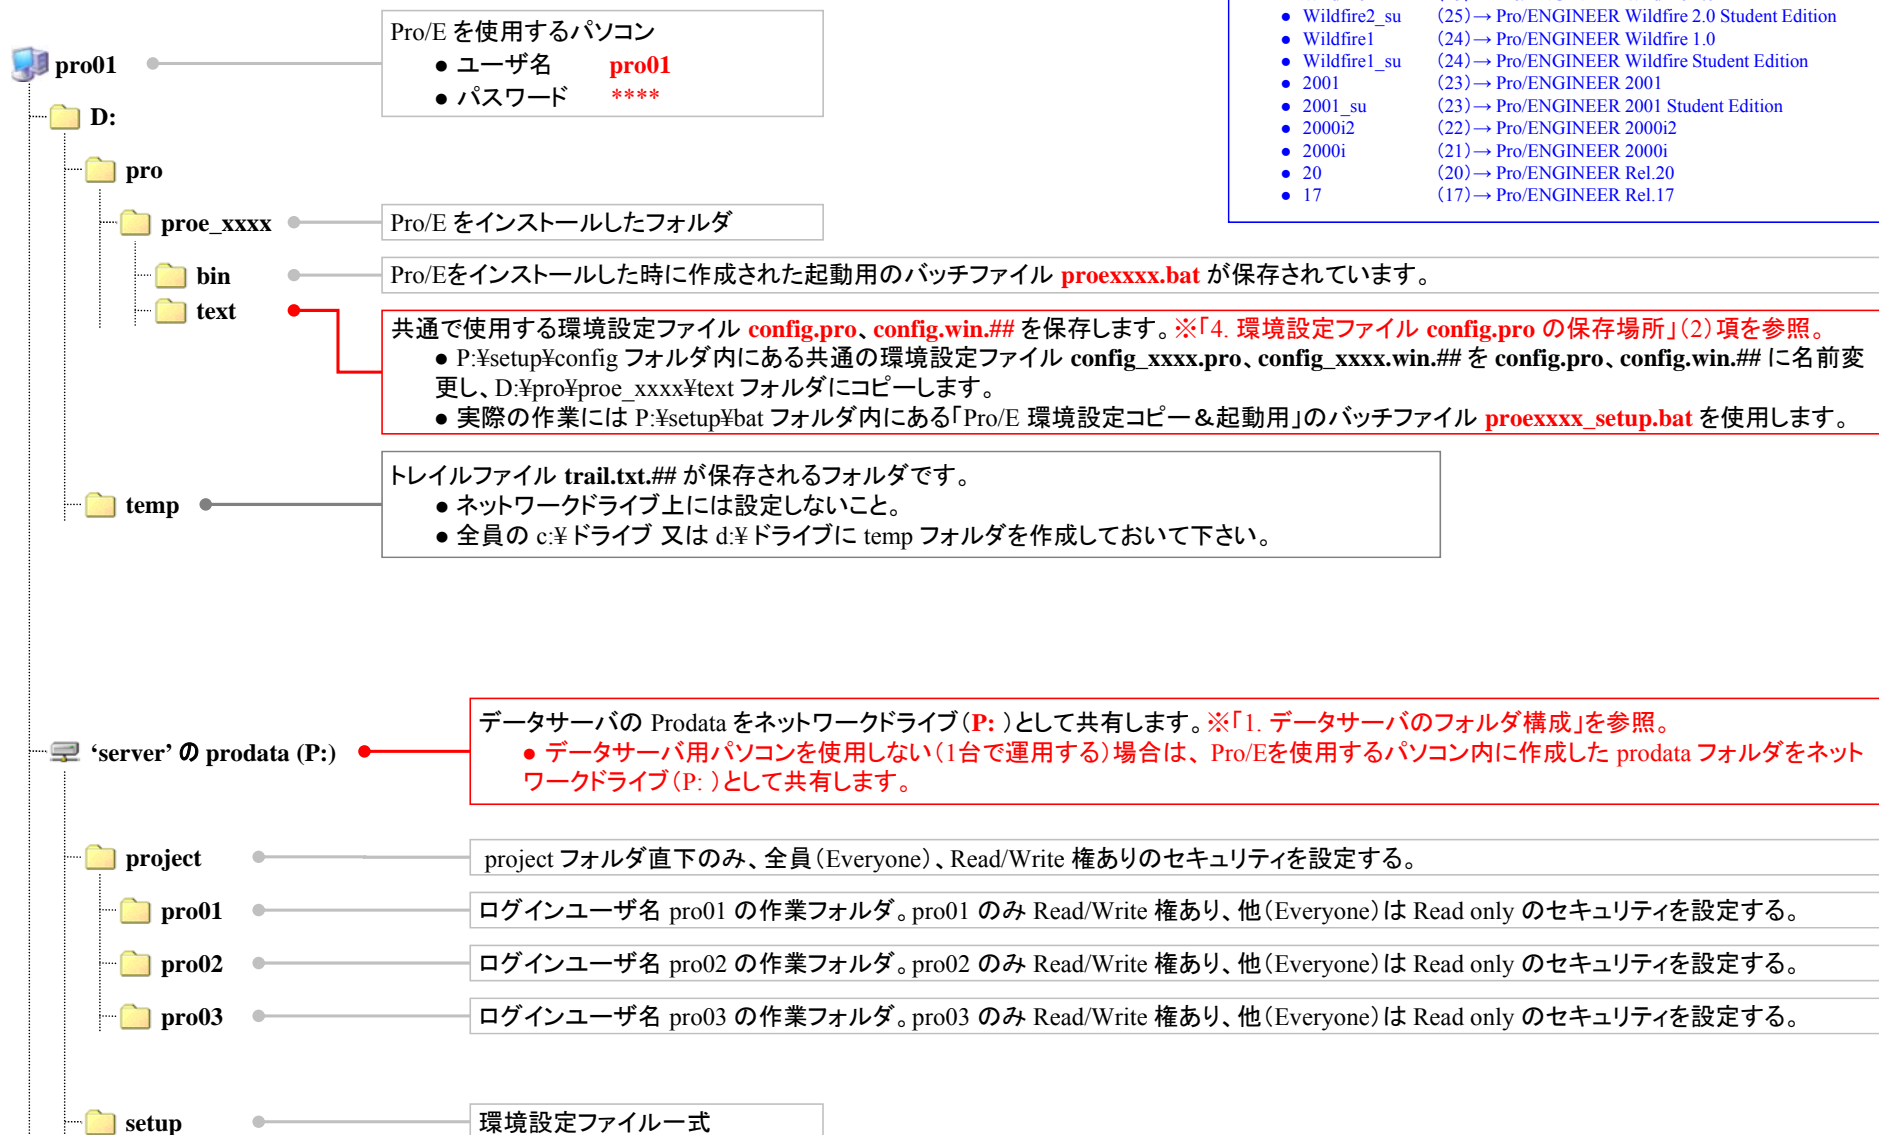 Pro/E を使用するパソコン
● ユーザ名 pro01
● パスワード ****
● Wildfire2_su (25)→ Pro/ENGINEER Wildfire 2.0 Student Edition
● Wildfire1 (24)→ Pro/ENGINEER Wildfire 1.0
● Wildfire1_su (24)→ Pro/ENGINEER Wildfire Student Edition
● 2001 (23)→ Pro/ENGINEER 2001
● 2001_su (23)→ Pro/ENGINEER 2001 Student Edition
● 2000i2 (22)→ Pro/ENGINEER 2000i2
● 2000i (21)→ Pro/ENGINEER 2000i
● 20 (20)→ Pro/ENGINEER Rel.20
● 17 (17)→ Pro/ENGINEER Rel.17
pro01
D:
pro
proe_xxxx
Pro/E をインストールしたフォルダ
bin
Pro/Eをインストールした時に作成された起動用のバッチファイル proexxxx.bat が保存されています。
text
共通で使用する環境設定ファイル config.pro、config.win.## を保存します。※「4. 環境設定ファイル config.pro の保存場所」(2)項を参照。
● P:¥setup¥config フォルダ内にある共通の環境設定ファイル config_xxxx.pro、config_xxxx.win.## を config.pro、config.win.## に名前変
更し、D:¥pro¥proe_xxxx¥text フォルダにコピーします。
● 実際の作業には P:¥setup¥bat フォルダ内にある「Pro/E 環境設定コピー&起動用」のバッチファイル proexxxx_setup.bat を使用します。
temp
トレイルファイル trail.txt.## が保存されるフォルダです。
● ネットワークドライブ上には設定しないこと。
● 全員の c:¥ ドライブ 又は d:¥ ドライブに temp フォルダを作成しておいて下さい。
‘server’ の prodata (P:)
データサーバの Prodata をネットワークドライブ(P: )として共有します。※「1. データサーバのフォルダ構成」を参照。
● データサーバ用パソコンを使用しない(1台で運用する)場合は、Pro/Eを使用するパソコン内に作成した prodata フォルダをネット
ワークドライブ(P: )として共有します。
project
project フォルダ直下のみ、全員(Everyone)、Read/Write 権ありのセキュリティを設定する。
pro01
ログインユーザ名 pro01 の作業フォルダ。pro01 のみ Read/Write 権あり、他(Everyone)は Read only のセキュリティを設定する。
pro02
ログインユーザ名 pro02 の作業フォルダ。pro02 のみ Read/Write 権あり、他(Everyone)は Read only のセキュリティを設定する。
pro03
ログインユーザ名 pro03 の作業フォルダ。pro03 のみ Read/Write 権あり、他(Everyone)は Read only のセキュリティを設定する。
setup
環境設定ファイル一式